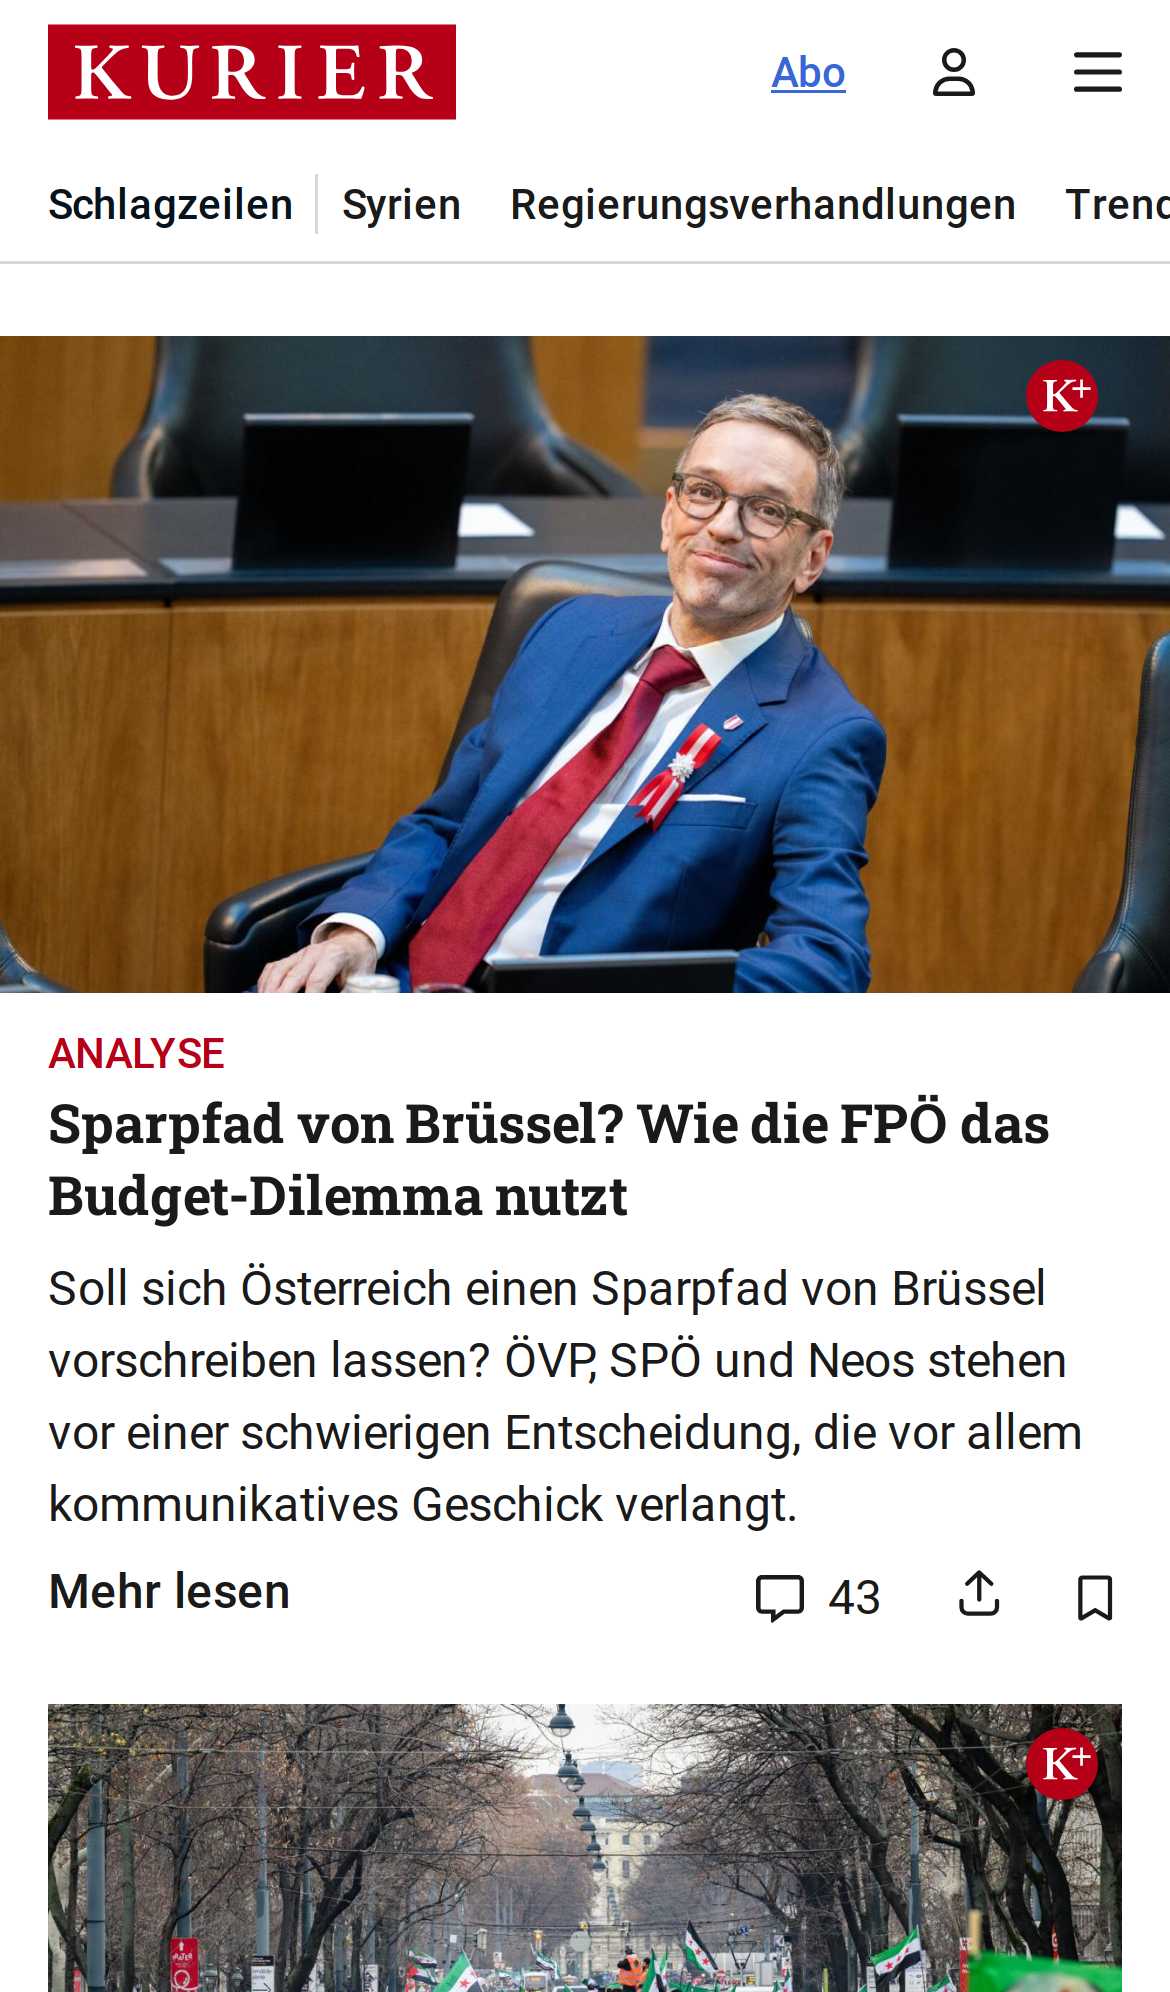 KURIER
Abo
Schlagzeilen
Syrien
Regierungsverhandlungen
K+
ANALYSE
Sparpfad von Brüssel? Wie die FPÖ das
Budget-Dilemma nutzt
Soll sich Österreich einen Sparpfad von Brüssel
vorschreiben lassen? ÖVP, SPÖ und Neos stehen
vor einer schwierigen Entscheidung, die vor allem
kommunikatives Geschick verlangt.
Mehr lesen
43
K+